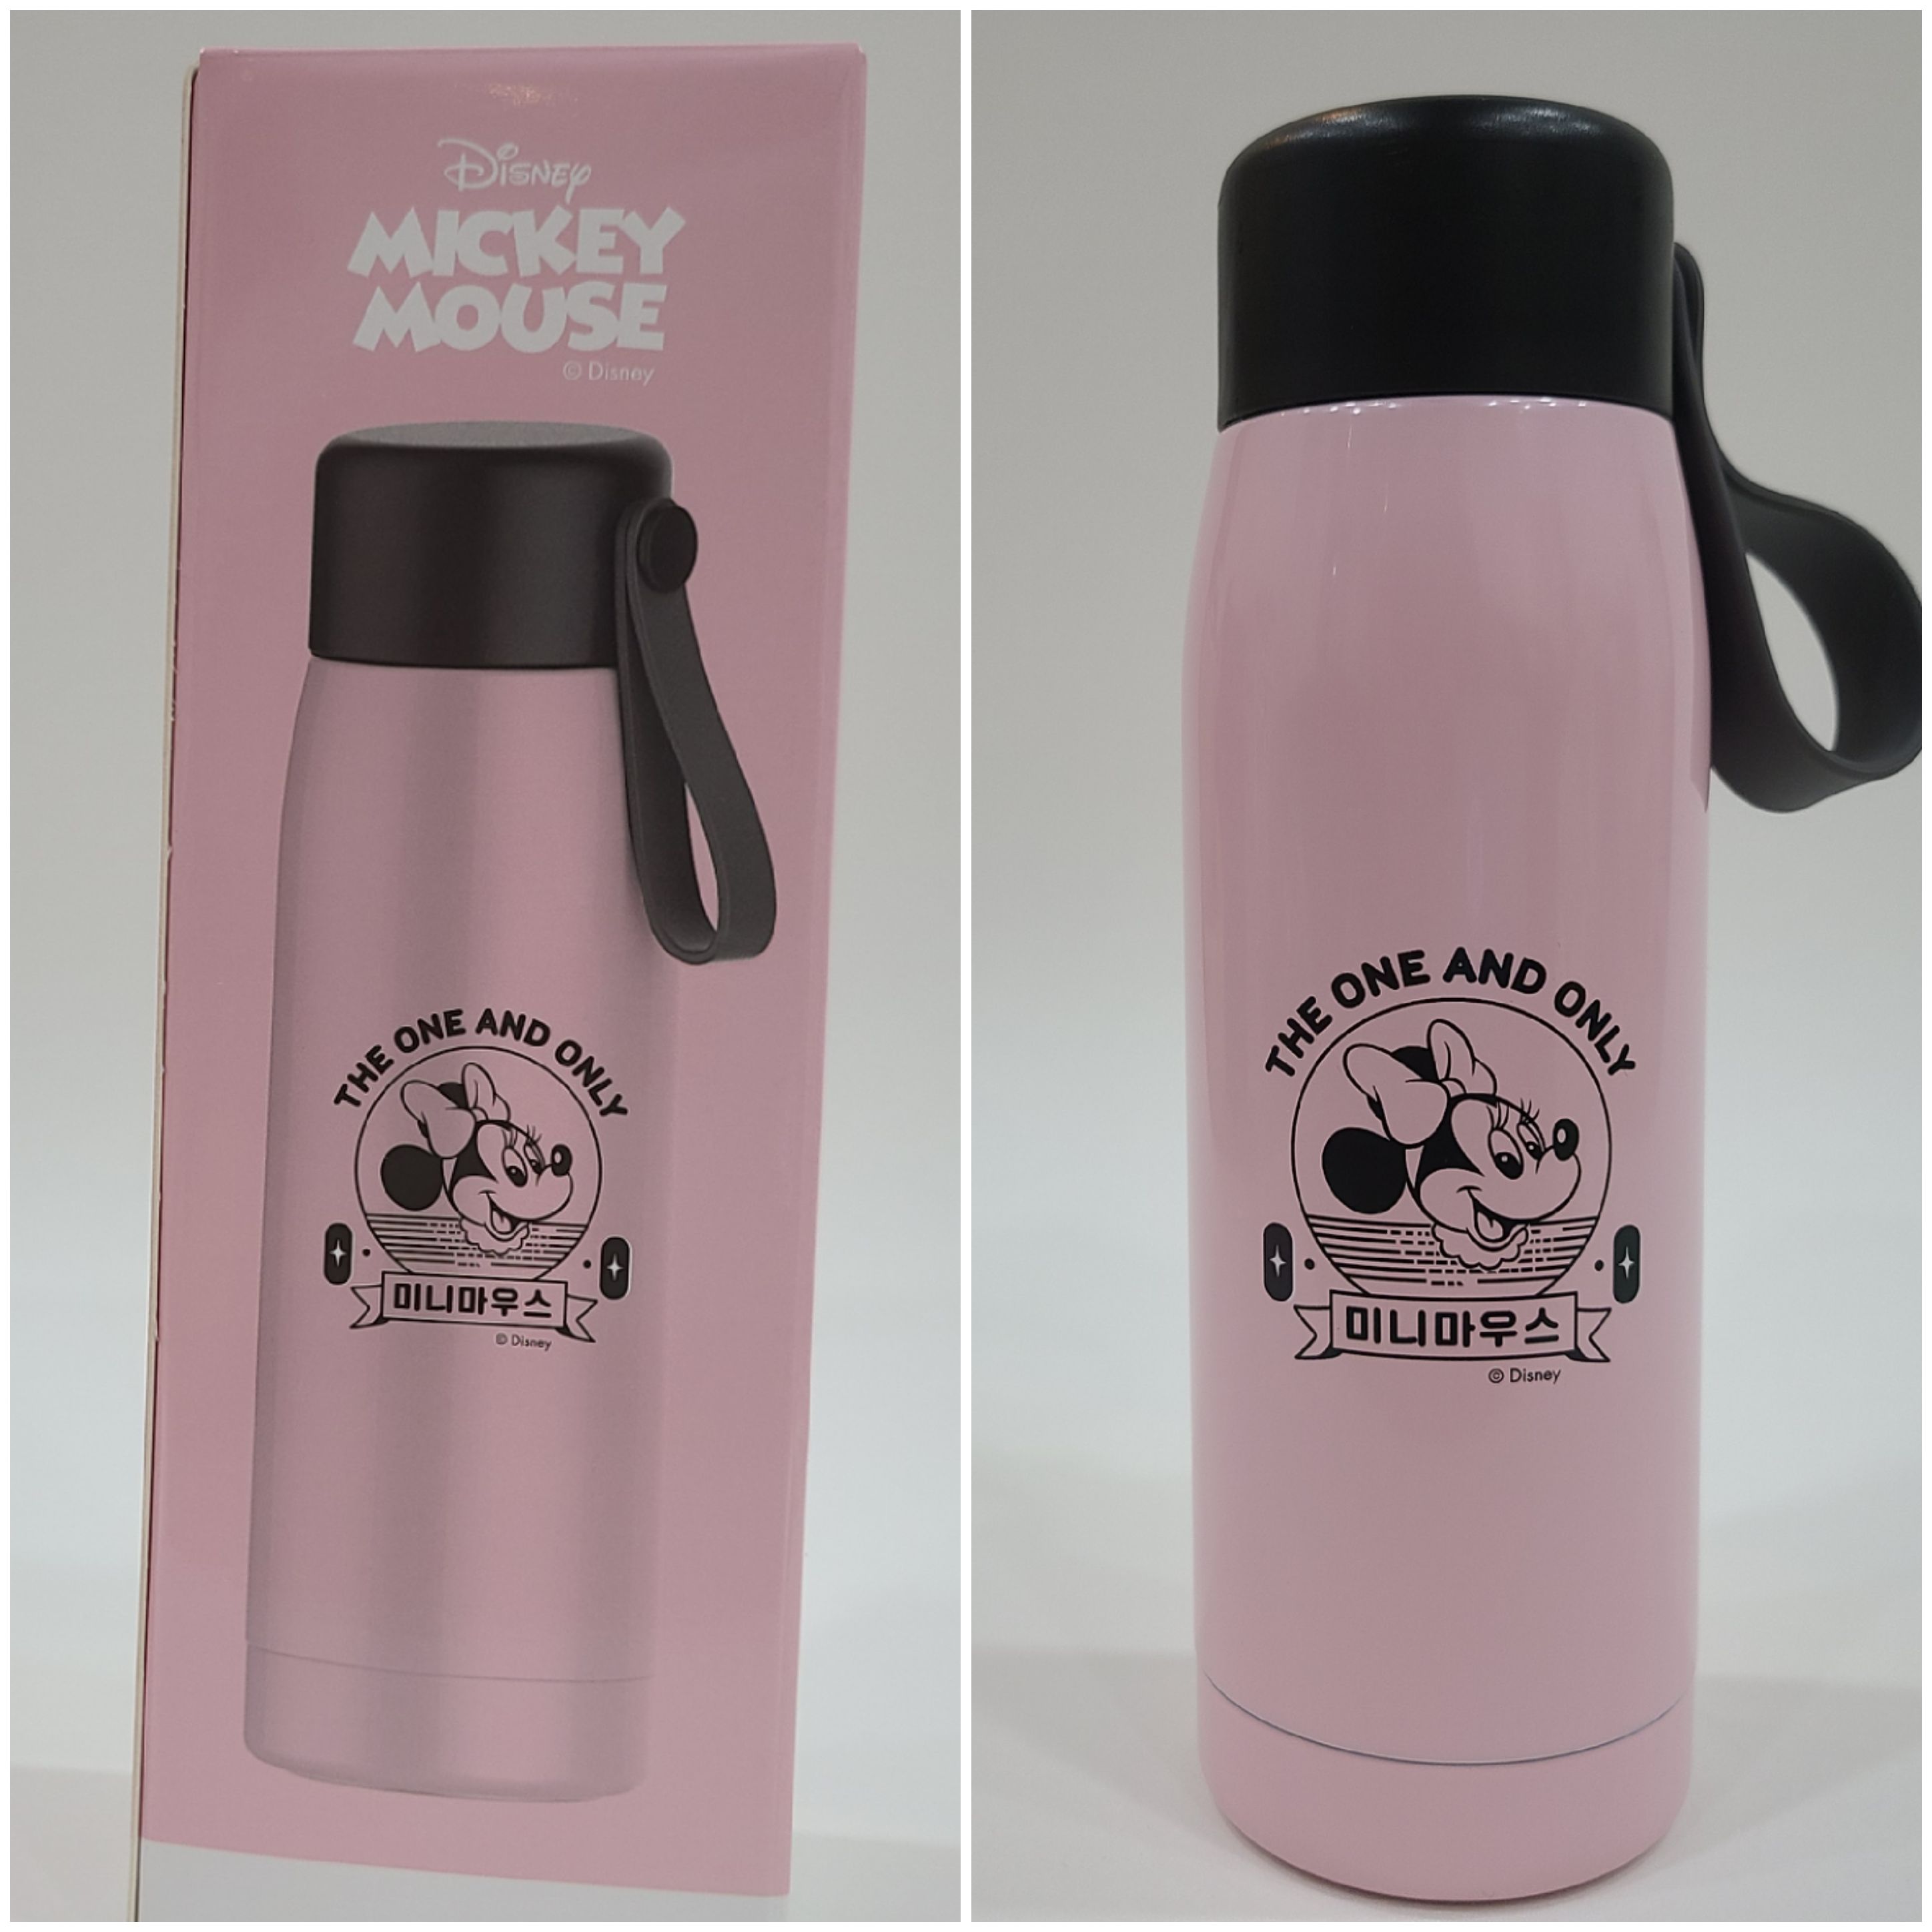 Disney
MICKEY
MOUSE
© Disney
THE ONE AND ONLY
미니마우스
© Disney
THE ONE AND ONLY
미니마우스
© Disney